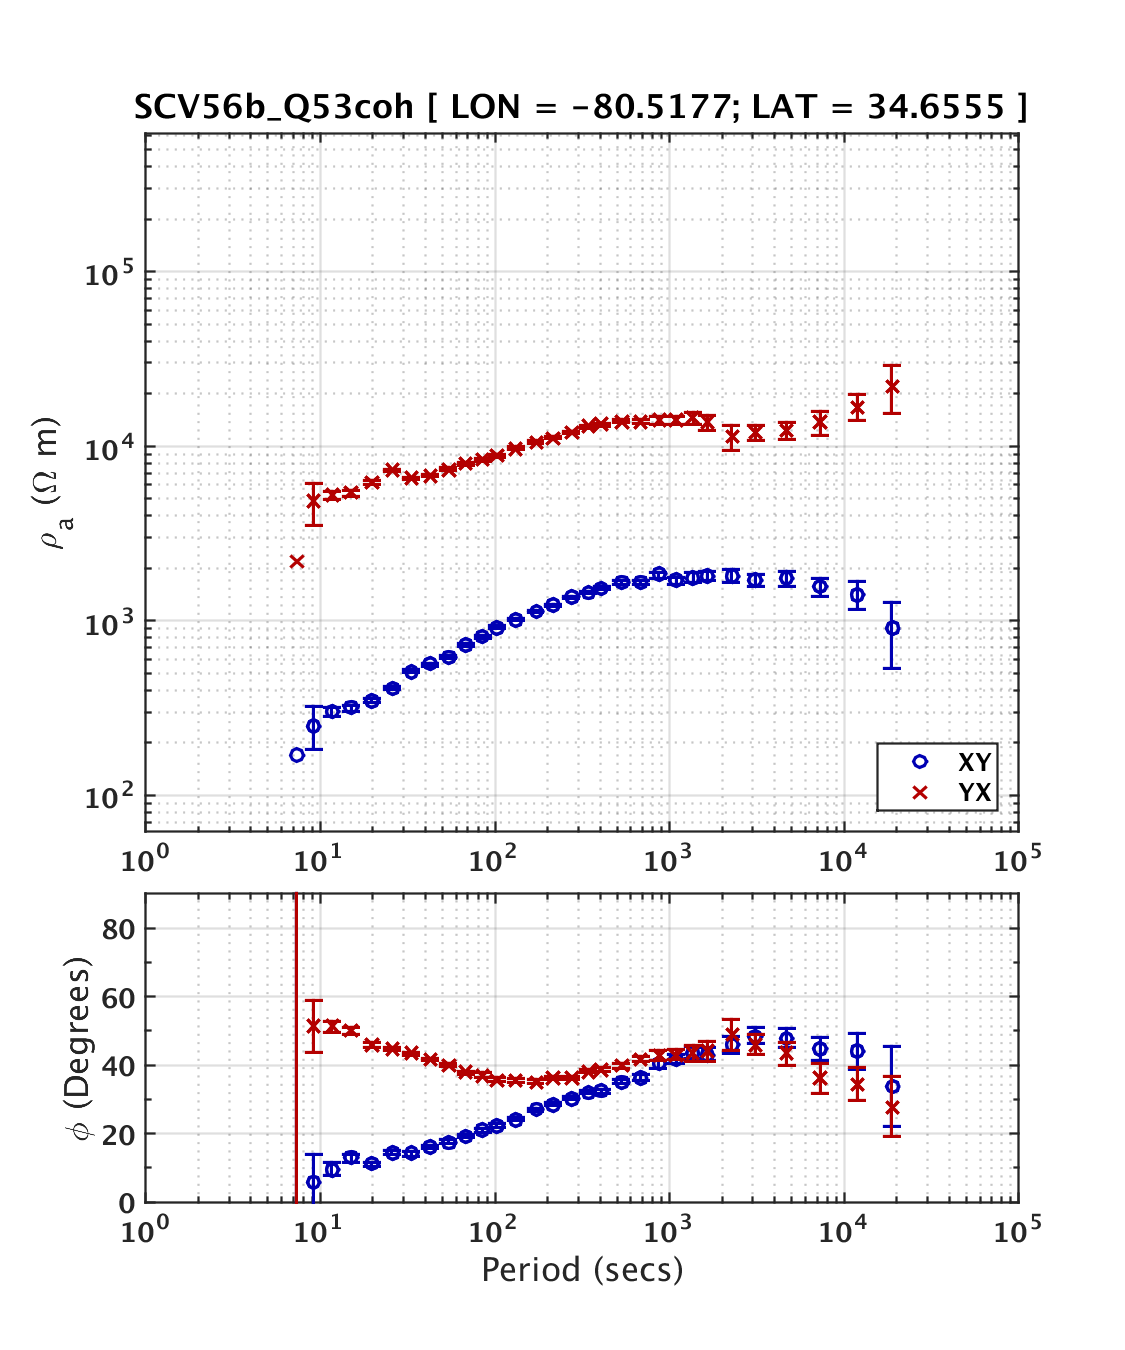 SCV56b_Q53coh [ LON = -80.5177; LAT = 34.6555 ]
ρa (Ω m)
10^5
10^4
10^3
10^2
XY
YX
10^0 10^1 10^2 10^3 10^4 10^5
ϕ (Degrees)
80
60
40
20
0
10^0 10^1 10^2 10^3 10^4 10^5
Period (secs)